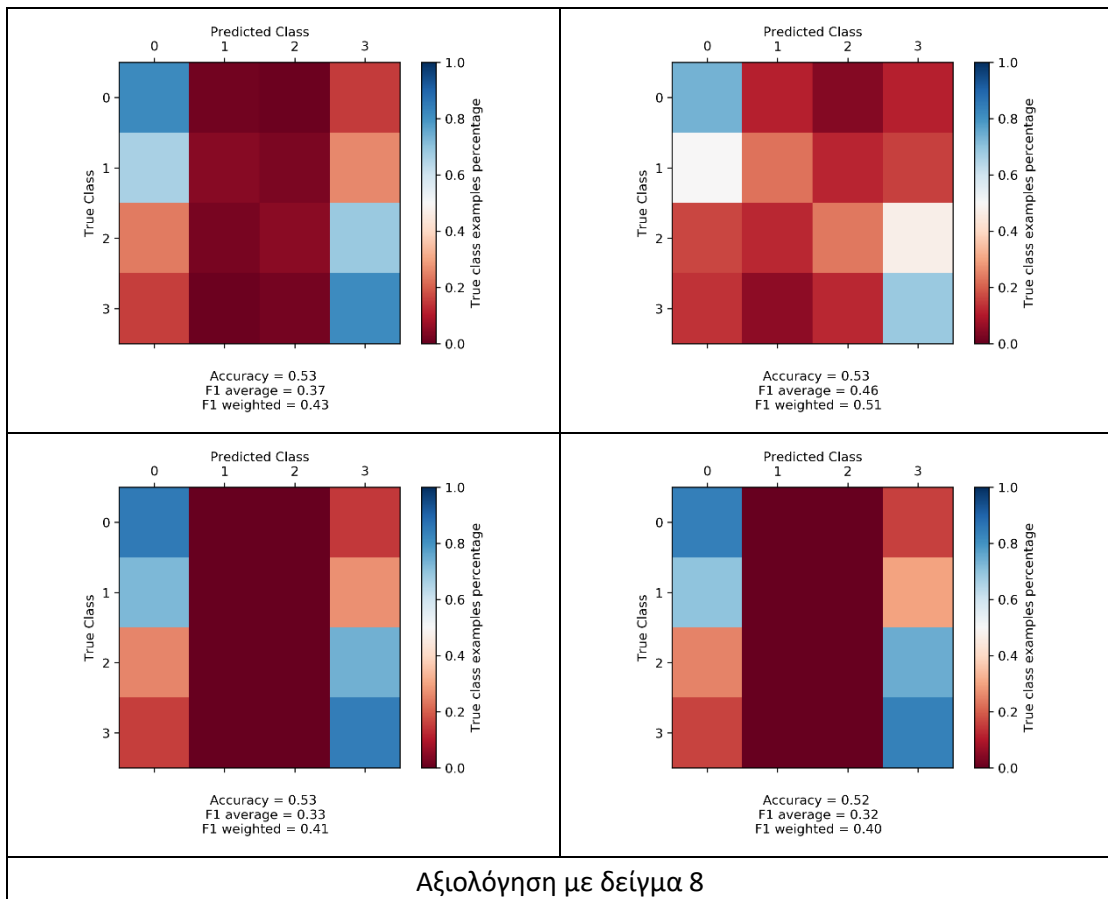 Predicted Class
0 1 2 3
True Class
0
1
2
3
1.0
0.8
0.6
0.4
0.2
0.0
True class examples percentage
Accuracy = 0.53
F1 average = 0.37
F1 weighted = 0.43
Predicted Class
0 1 2 3
True Class
0
1
2
3
1.0
0.8
0.6
0.4
0.2
0.0
True class examples percentage
Accuracy = 0.53
F1 average = 0.46
F1 weighted = 0.51
Predicted Class
0 1 2 3
True Class
0
1
2
3
1.0
0.8
0.6
0.4
0.2
0.0
True class examples percentage
Accuracy = 0.53
F1 average = 0.33
F1 weighted = 0.41
Predicted Class
0 1 2 3
True Class
0
1
2
3
1.0
0.8
0.6
0.4
0.2
0.0
True class examples percentage
Accuracy = 0.52
F1 average = 0.32
F1 weighted = 0.40
Αξιολόγηση με δείγμα 8